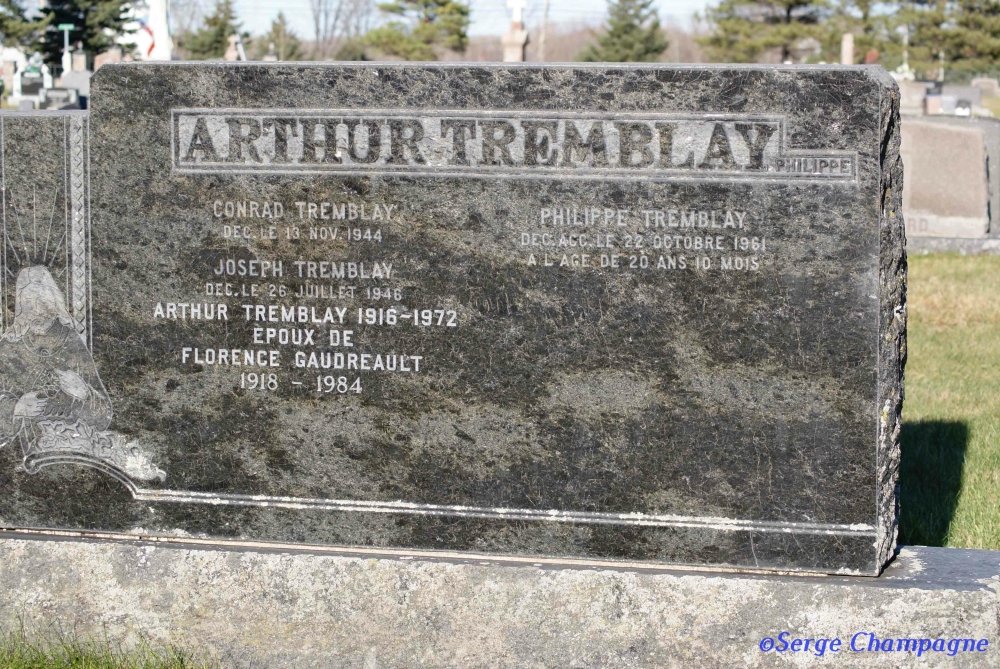 ARTHUR TREMBLAY
PHILIPPE
CONRAD TREMBLAY
DEC. LE 13 NOV. 1944
JOSEPH TREMBLAY
DEC. LE 26 JUILLET 1946
ARTHUR TREMBLAY 1916-1972
EPOUX DE
FLORENCE GAUDREAULT
1918 - 1984
PHILIPPE TREMBLAY
DEC. ACC. LE 22 OCTOBRE 1961
A L AGE DE 20 ANS 10 MOIS
©Serge Champagne